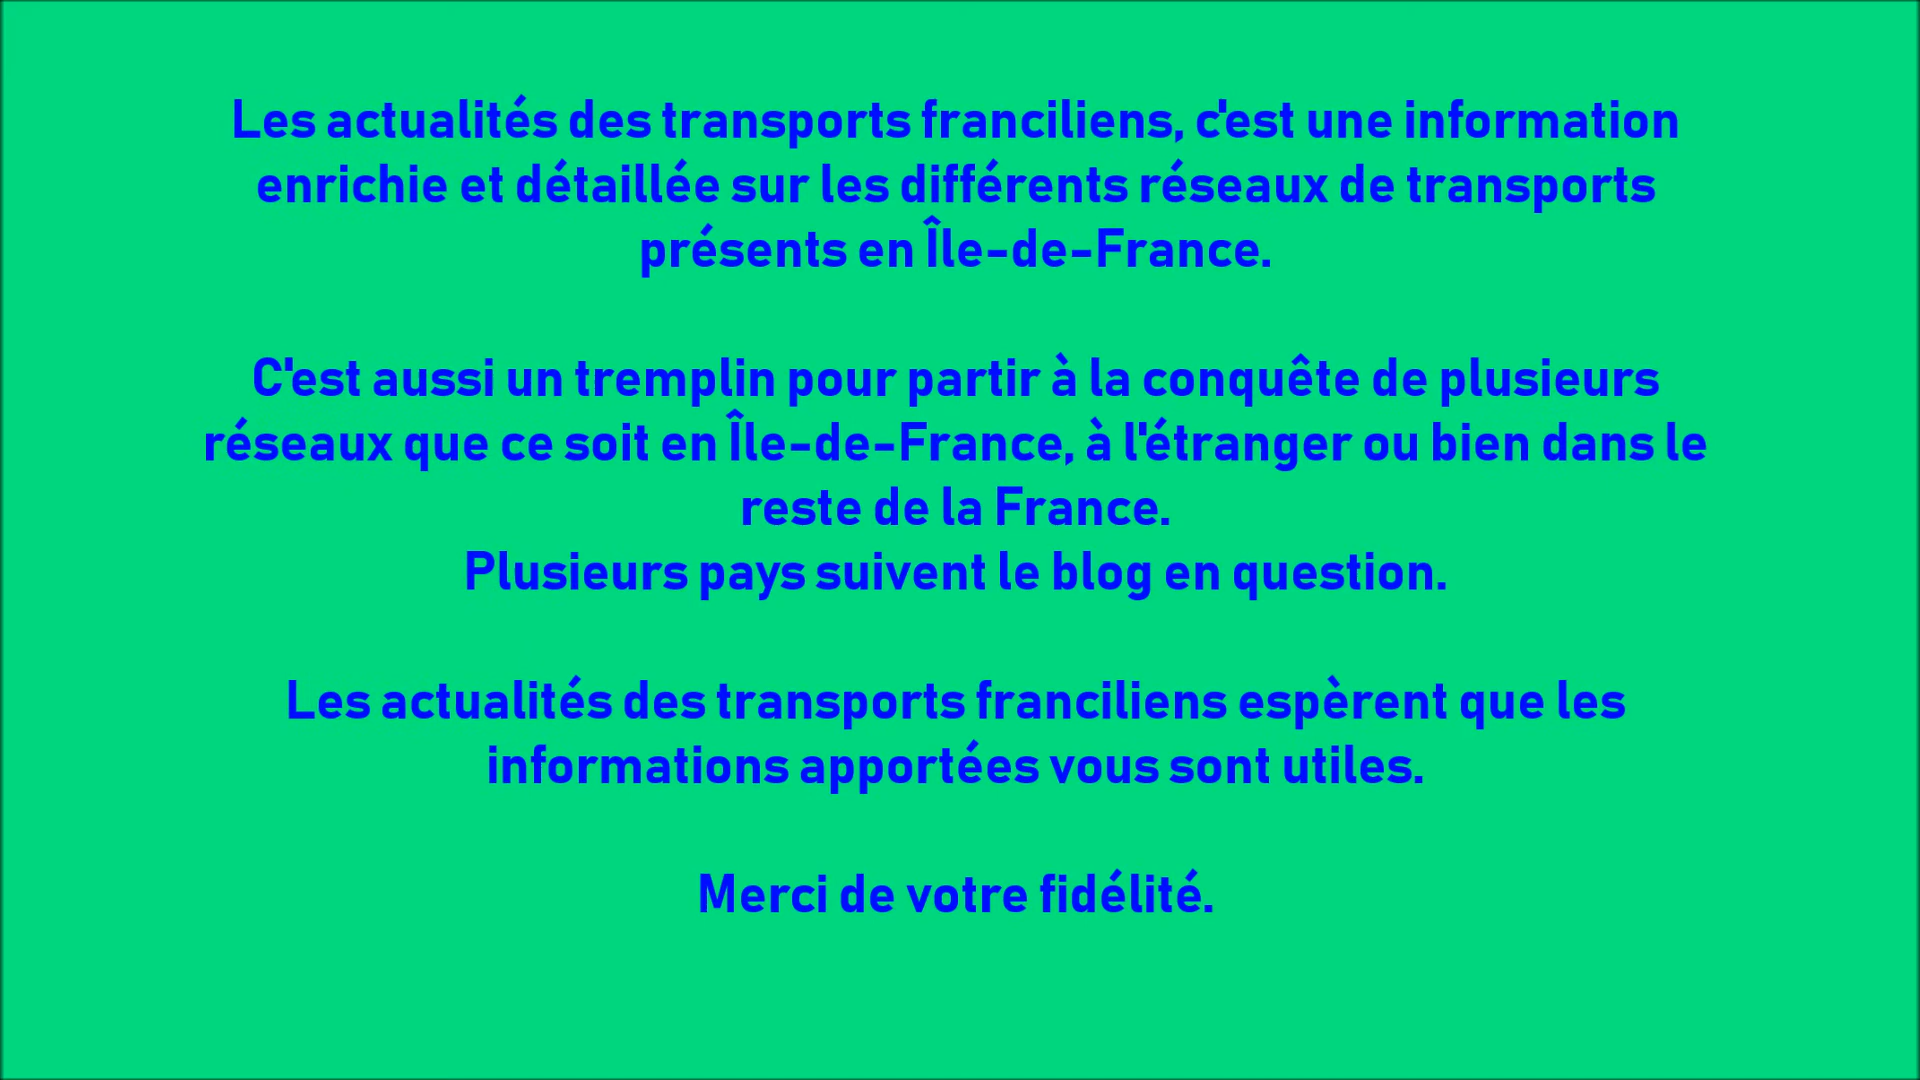 Les actualités des transports franciliens, c'est une information
enrichie et détaillée sur les différents réseaux de transports
présents en Île-de-France.
C'est aussi un tremplin pour partir à la conquête de plusieurs
réseaux que ce soit en Île-de-France, à l'étranger ou bien dans le
reste de la France.
Plusieurs pays suivent le blog en question.
Les actualités des transports franciliens espèrent que les
informations apportées vous sont utiles.
Merci de votre fidélité.